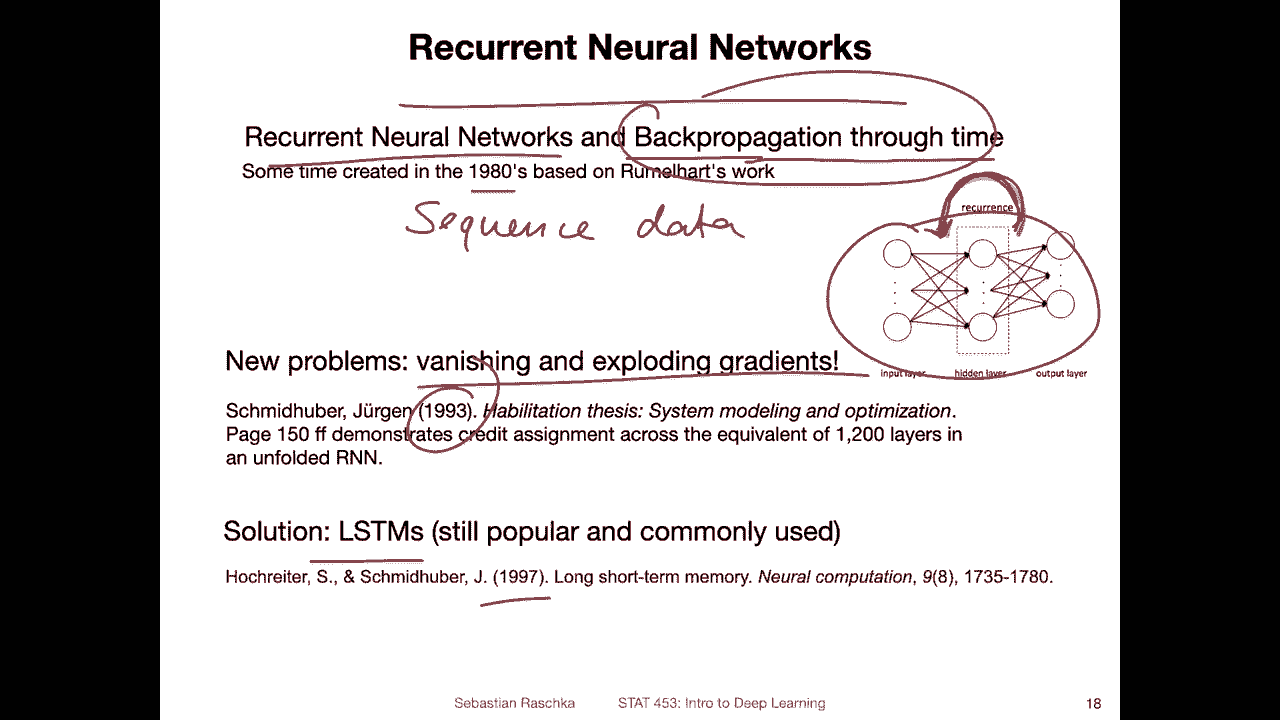 Recurrent Neural Networks
Recurrent Neural Networks and Backpropagation through time
Some time created in the 1980's based on Rumelhart's work
Sequence data
recurrence
input layer
hidden layer
output layer
New problems: vanishing and exploding gradients!
Schmidhuber, Jürgen (1993). Habilitation thesis: System modeling and optimization.
Page 150 ff demonstrates credit assignment across the equivalent of 1,200 layers in
an unfolded RNN.
Solution: LSTMs (still popular and commonly used)
Hochreiter, S., & Schmidhuber, J. (1997). Long short-term memory. Neural computation, 9(8), 1735-1780.
Sebastian Raschka
STAT 453: Intro to Deep Learning
18